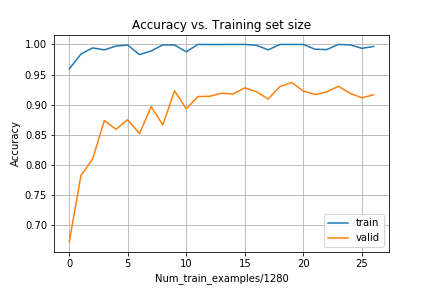 Accuracy vs. Training set size
1.00
0.95
0.90
0.85
0.80
0.75
0.70
Accuracy
train
valid
0 5 10 15 20 25
Num_train_examples/1280